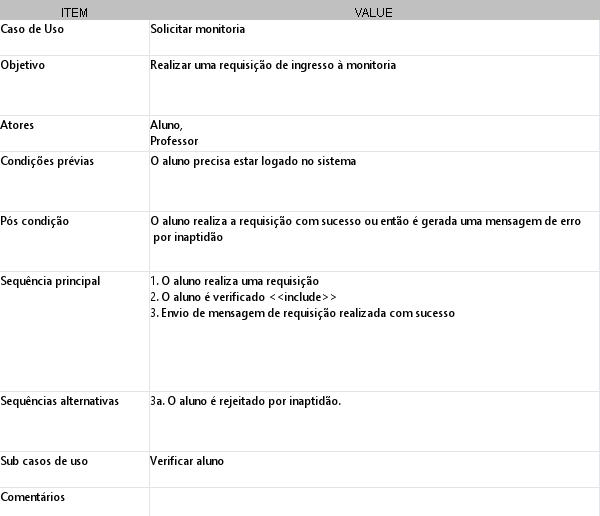 ITEM VALUE
Caso de Uso Solicitar monitoria
Objetivo Realizar uma requisição de ingresso à monitoria
Atores Aluno,
Professor
Condições prévias O aluno precisa estar logado no sistema
Pós condição O aluno realiza a requisição com sucesso ou então é gerada uma mensagem de erro
por inaptidão
Sequência principal 1. O aluno realiza uma requisição
2. O aluno é verificado <<include>>
3. Envio de mensagem de requisição realizada com sucesso
Sequências alternativas 3a. O aluno é rejeitado por inaptidão.
Sub casos de uso Verificar aluno
Comentários